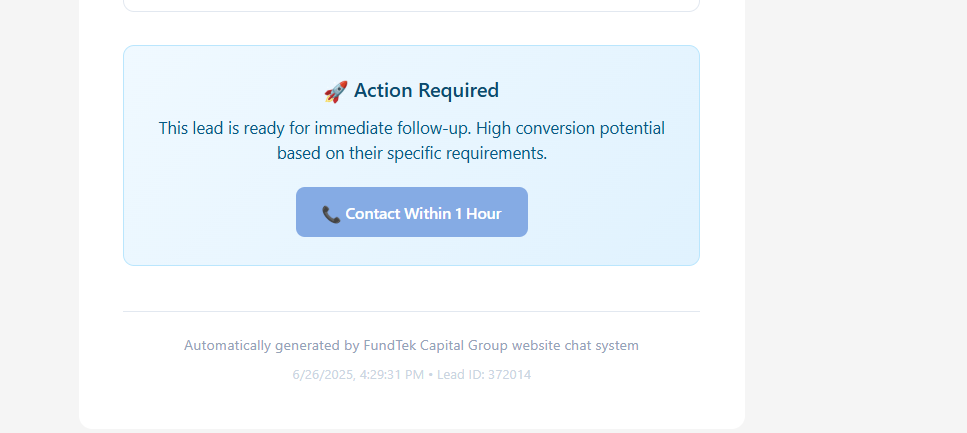 🚀 Action Required
This lead is ready for immediate follow-up. High conversion potential
based on their specific requirements.
📞 Contact Within 1 Hour
Automatically generated by FundTek Capital Group website chat system
6/26/2025, 4:29:31 PM • Lead ID: 372014